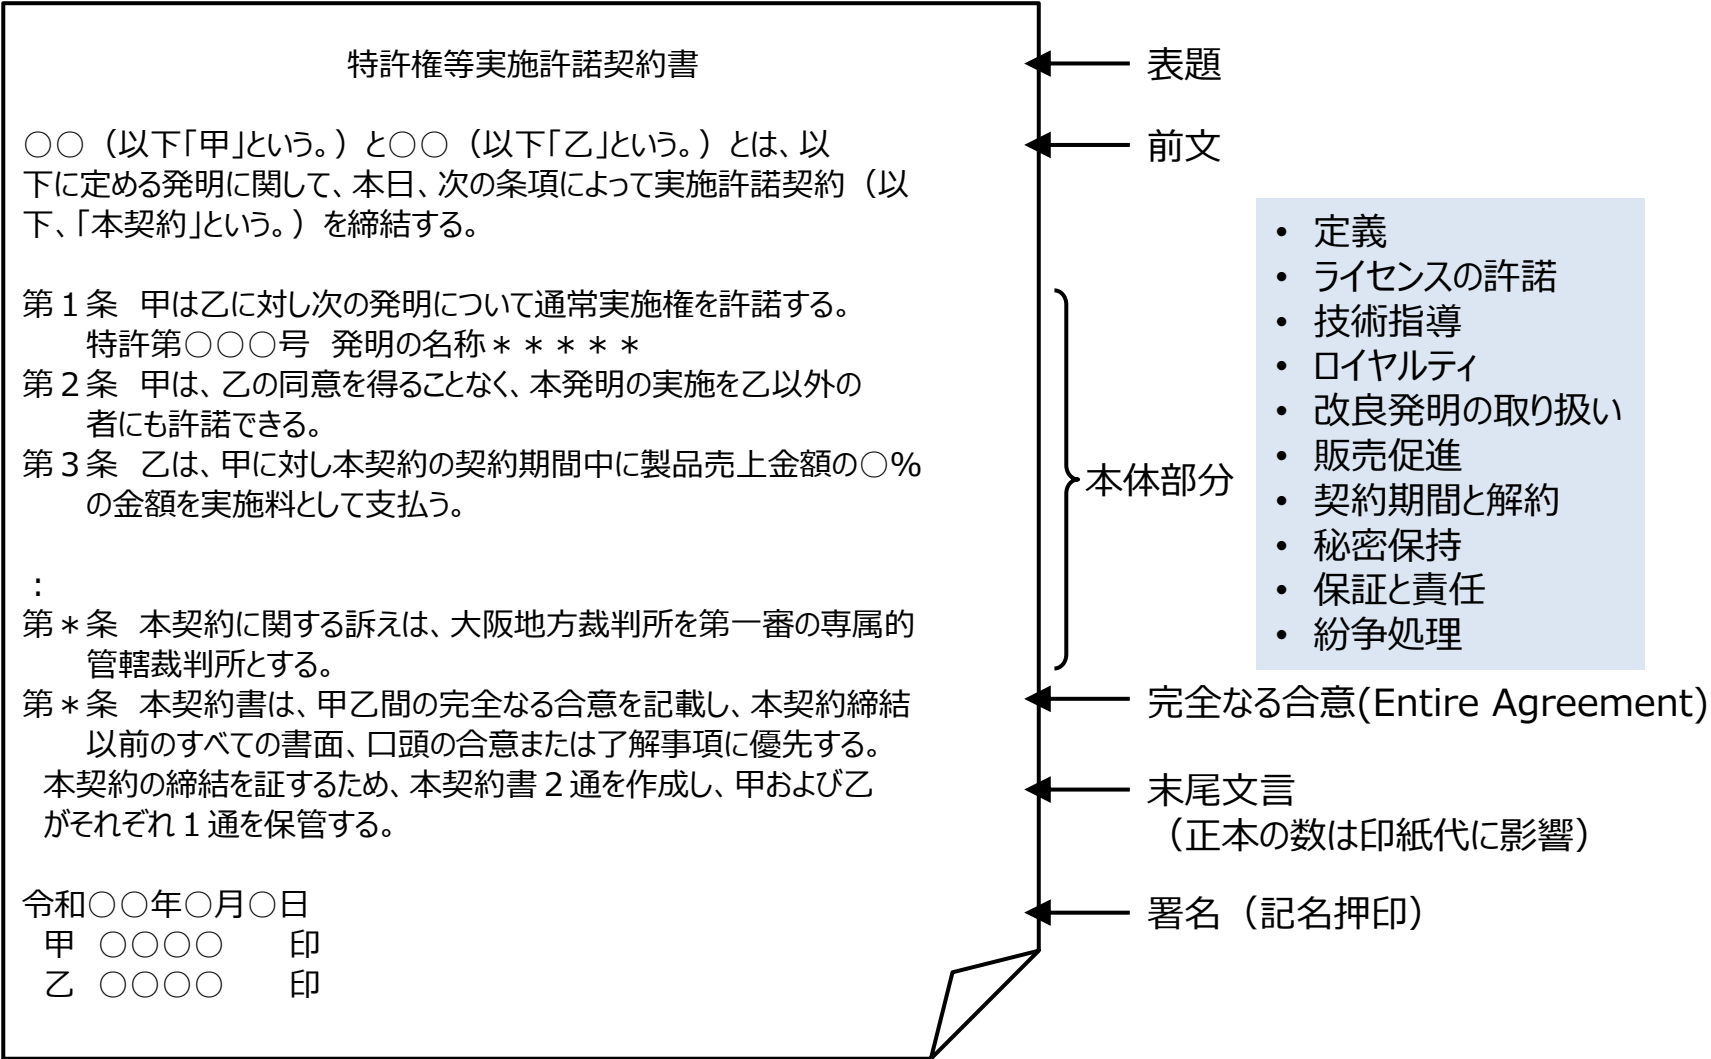 特許権等実施許諾契約書
○○（以下「甲」という。）と○○（以下「乙」という。）とは、以
下に定める発明に関して、本日、次の条項によって実施許諾契約（以
下、「本契約」という。）を締結する。
第１条　甲は乙に対し次の発明について通常実施権を許諾する。
特許第○○○号　発明の名称＊＊＊＊＊
第２条　甲は、乙の同意を得ることなく、本発明の実施を乙以外の
者にも許諾できる。
第３条　乙は、甲に対し本契約の契約期間中に製品売上金額の○%
の金額を実施料として支払う。
：
第＊条　本契約に関する訴えは、大阪地方裁判所を第一審の専属的
管轄裁判所とする。
第＊条　本契約書は、甲乙間の完全なる合意を記載し、本契約締結
以前のすべての書面、口頭の合意または了解事項に優先する。
本契約の締結を証するため、本契約書２通を作成し、甲および乙
がそれぞれ１通を保管する。
令和○○年○月○日
甲　○○○○　　印
乙　○○○○　　印
表題
前文
本体部分
• 定義
• ライセンスの許諾
• 技術指導
• ロイヤルティ
• 改良発明の取り扱い
• 販売促進
• 契約期間と解約
• 秘密保持
• 保証と責任
• 紛争処理
完全なる合意(Entire Agreement)
末尾文言
（正本の数は印紙代に影響）
署名（記名押印）